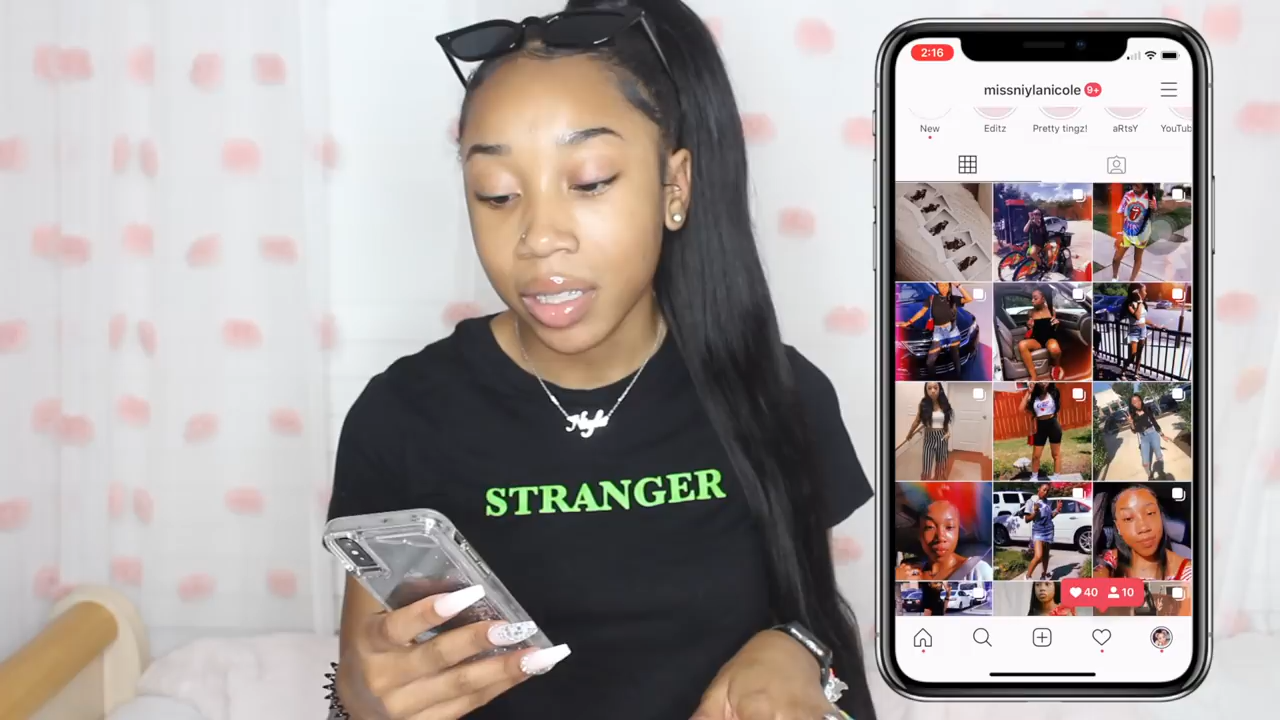 2:16
missniylanicole 9+
New
Editz
Pretty tingz!
aRtsY
YouTub
STRANGER
40 10